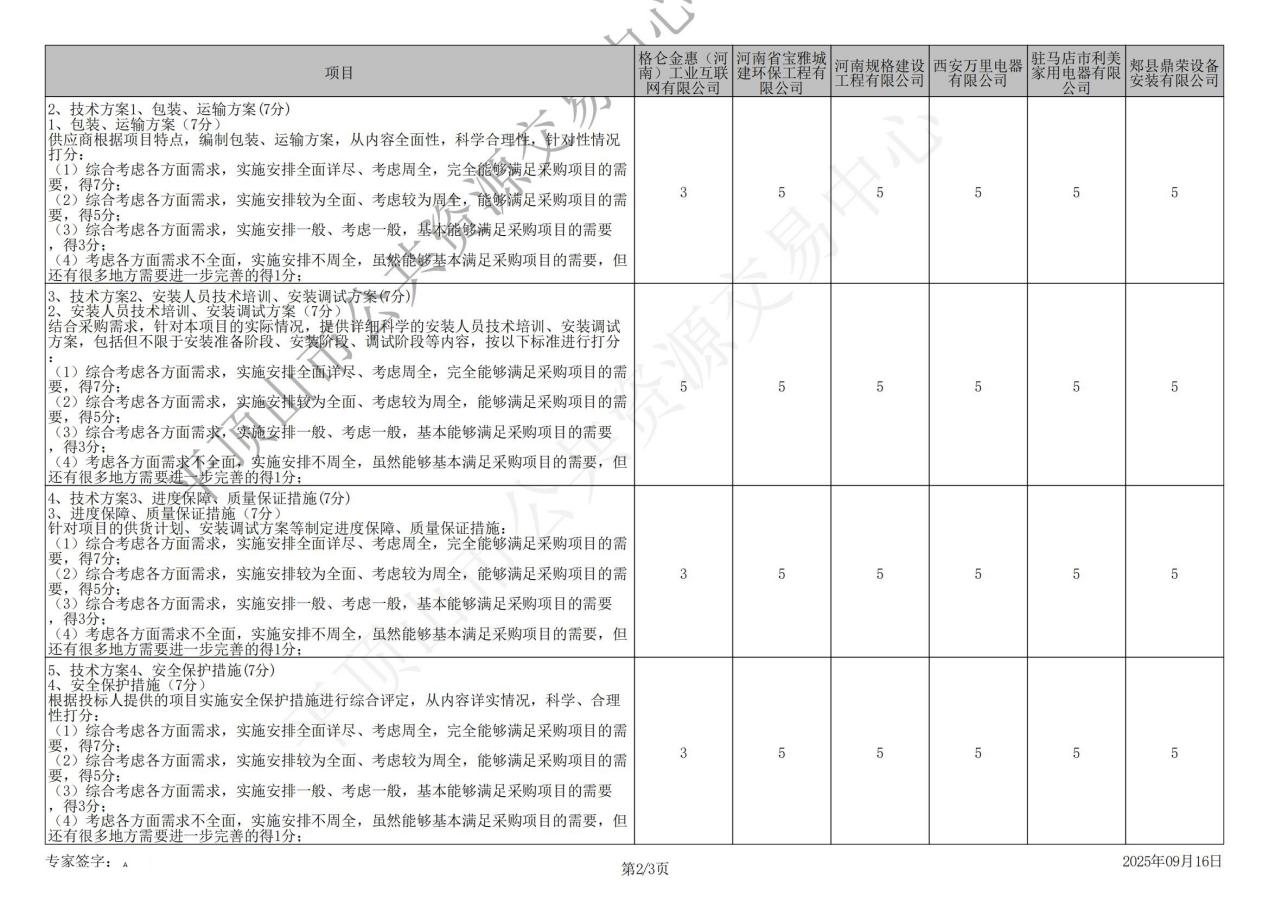 平顶山市公共资源交易中心
平顶山市公共资源交易中心
项目
格仑金惠（河
南）工业互联
网有限公司
河南省宝雅城
建环保工程有
限公司
河南规格建设
工程有限公司
西安万里电器
有限公司
驻马店市利美
家用电器有限
公司
郏县鼎荣设备
安装有限公司
2、技术方案1、包装、运输方案(7分)
1、包装、运输方案（7分）
供应商根据项目特点，编制包装、运输方案，从内容全面性，科学合理性，针对性情况
打分：
（1）综合考虑各方面需求，实施安排全面详尽、考虑周全，完全能够满足采购项目的需
要，得7分；
（2）综合考虑各方面需求，实施安排较为全面、考虑较为周全，能够满足采购项目的需
要，得5分；
（3）综合考虑各方面需求，实施安排一般、考虑一般，基本能够满足采购项目的需要
，得3分；
（4）考虑各方面需求不全面，实施安排不周全，虽然能够基本满足采购项目的需要，但
还有很多地方需要进一步完善的得1分；
3 5 5 5 5 5
3、技术方案2、安装人员技术培训、安装调试方案(7分)
2、安装人员技术培训、安装调试方案（7分）
结合采购需求，针对本项目的实际情况，提供详细科学的安装人员技术培训、安装调试
方案，包括但不限于安装准备阶段、安装阶段、调试阶段等内容，按以下标准进行打分
：
（1）综合考虑各方面需求，实施安排全面详尽、考虑周全，完全能够满足采购项目的需
要，得7分；
（2）综合考虑各方面需求，实施安排较为全面、考虑较为周全，能够满足采购项目的需
要，得5分；
（3）综合考虑各方面需求，实施安排一般、考虑一般，基本能够满足采购项目的需要
，得3分；
（4）考虑各方面需求不全面，实施安排不周全，虽然能够基本满足采购项目的需要，但
还有很多地方需要进一步完善的得1分；
5 5 5 5 5 5
4、技术方案3、进度保障、质量保证措施(7分)
3、进度保障、质量保证措施（7分）
针对项目的供货计划、安装调试方案等制定进度保障、质量保证措施：
（1）综合考虑各方面需求，实施安排全面详尽、考虑周全，完全能够满足采购项目的需
要，得7分；
（2）综合考虑各方面需求，实施安排较为全面、考虑较为周全，能够满足采购项目的需
要，得5分；
（3）综合考虑各方面需求，实施安排一般、考虑一般，基本能够满足采购项目的需要
，得3分；
（4）考虑各方面需求不全面，实施安排不周全，虽然能够基本满足采购项目的需要，但
还有很多地方需要进一步完善的得1分；
3 5 5 5 5 5
5、技术方案4、安全保护措施(7分)
4、安全保护措施（7分）
根据投标人提供的项目实施安全保护措施进行综合评定，从内容详实情况，科学、合理
性打分：
（1）综合考虑各方面需求，实施安排全面详尽、考虑周全，完全能够满足采购项目的需
要，得7分；
（2）综合考虑各方面需求，实施安排较为全面、考虑较为周全，能够满足采购项目的需
要，得5分；
（3）综合考虑各方面需求，实施安排一般、考虑一般，基本能够满足采购项目的需要
，得3分；
（4）考虑各方面需求不全面，实施安排不周全，虽然能够基本满足采购项目的需要，但
还有很多地方需要进一步完善的得1分；
3 5 5 5 5 5
专家签字：
第2/3页
2025年09月16日